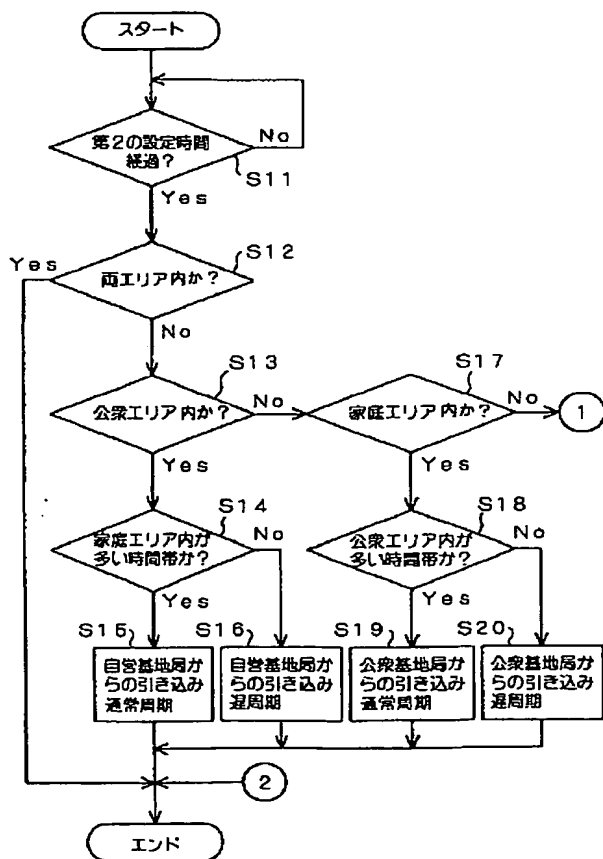 スタート
第2の設定時間
経過?
No
S11
Yes
S12
Yes
両エリア内か?
No
S13
S17
公衆エリア内か?
No
家庭エリア内か?
No
1
Yes
Yes
S14
S18
家庭エリア内が
多い時間帯か?
No
公衆エリア内が
多い時間帯か?
No
Yes
Yes
S15
S16
S19
S20
自営基地局か
らの引き込み
通常周期
自営基地局か
らの引き込み
遅周期
公衆基地局か
らの引き込み
通常周期
公衆基地局か
らの引き込み
遅周期
2
エンド